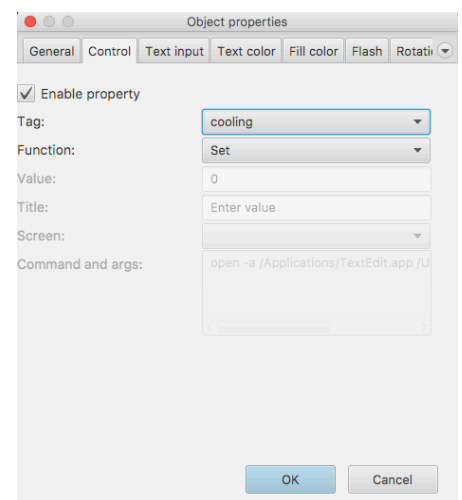 Object properties
General Control Text input Text color Fill color Flash Rotati
Enable property
Tag: cooling
Function: Set
Value: 0
Title: Enter value
Screen:
Command and args: open -a /Applications/TextEdit.app /U
OK Cancel